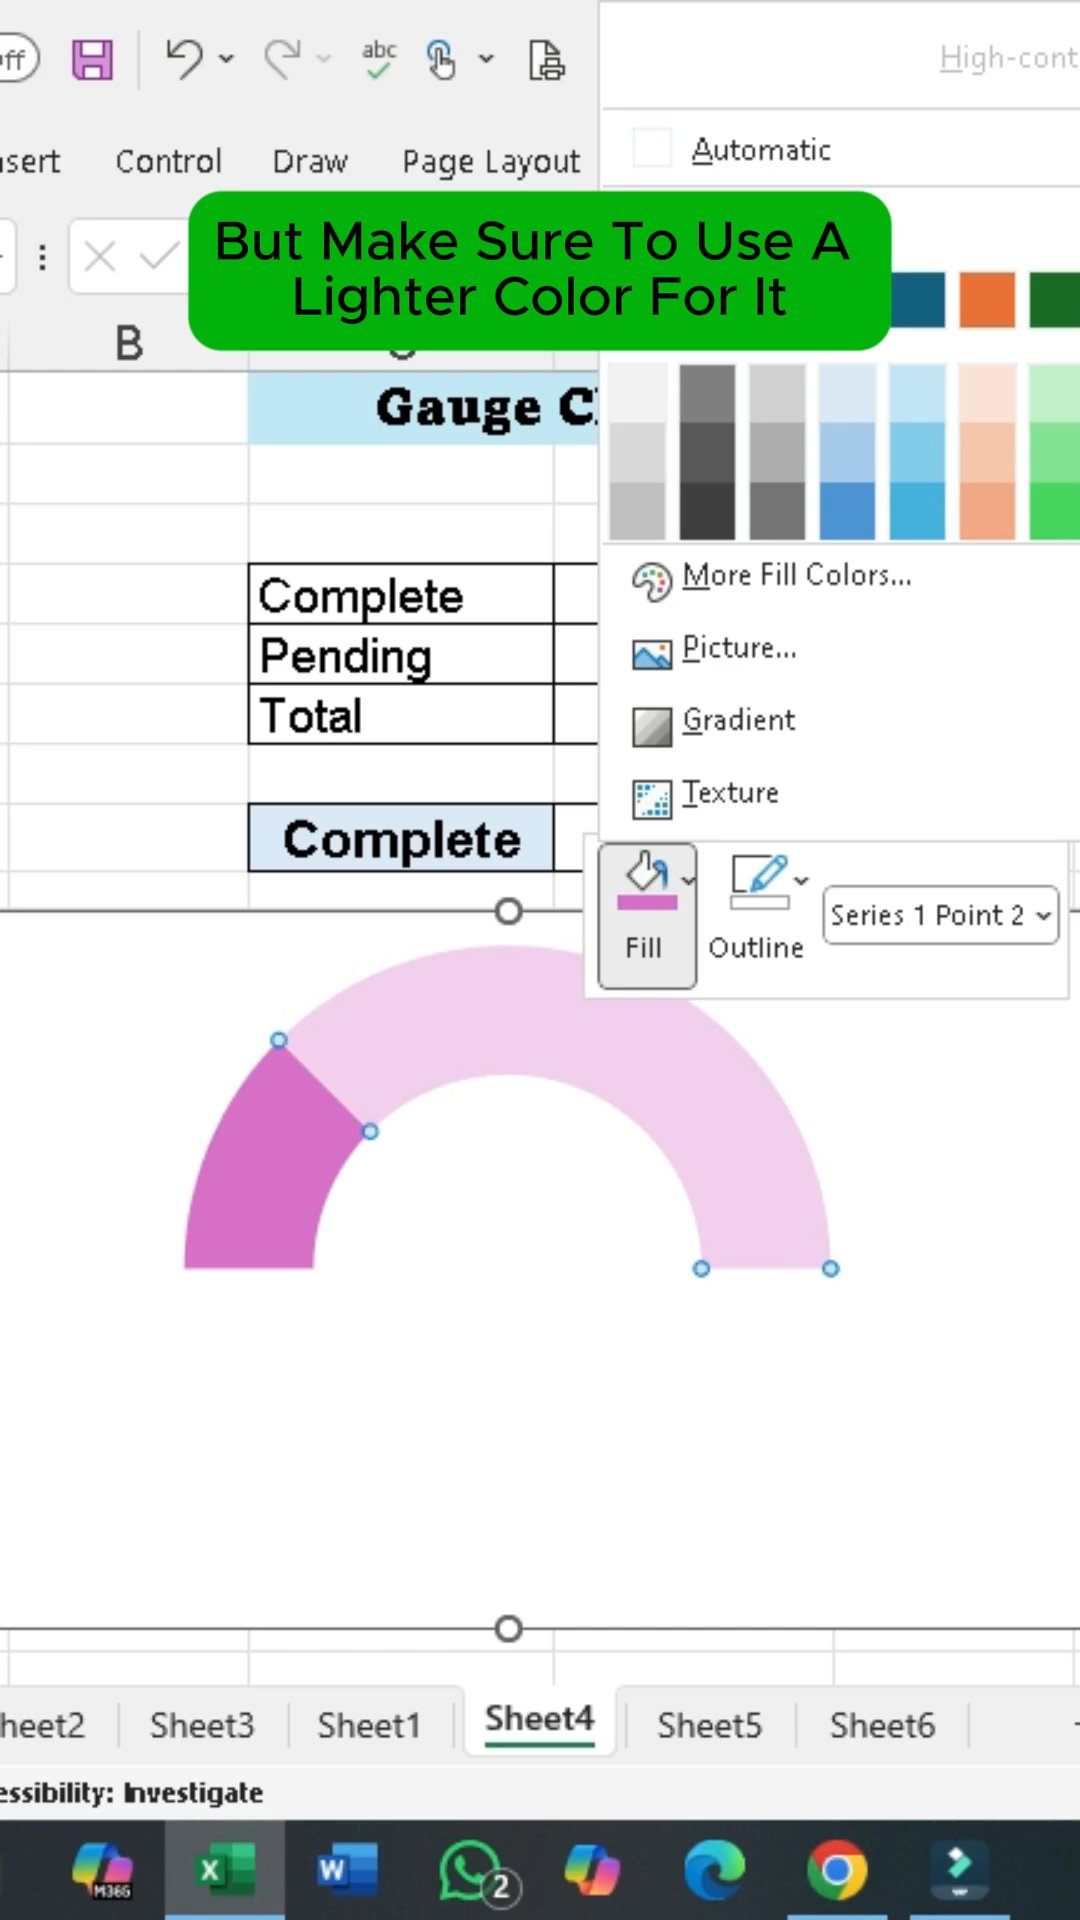 ff
abc
High-cont
sert
Control
Draw
Page Layout
Automatic
But Make Sure To Use A
Lighter Color For It
B
Gauge C
Complete
Pending
Total
Complete
More Fill Colors...
Picture...
Gradient
Texture
Fill
Outline
Series 1 Point 2
heet2
Sheet3
Sheet1
Sheet4
Sheet5
Sheet6
essibility: Investigate
M365
X
W
2